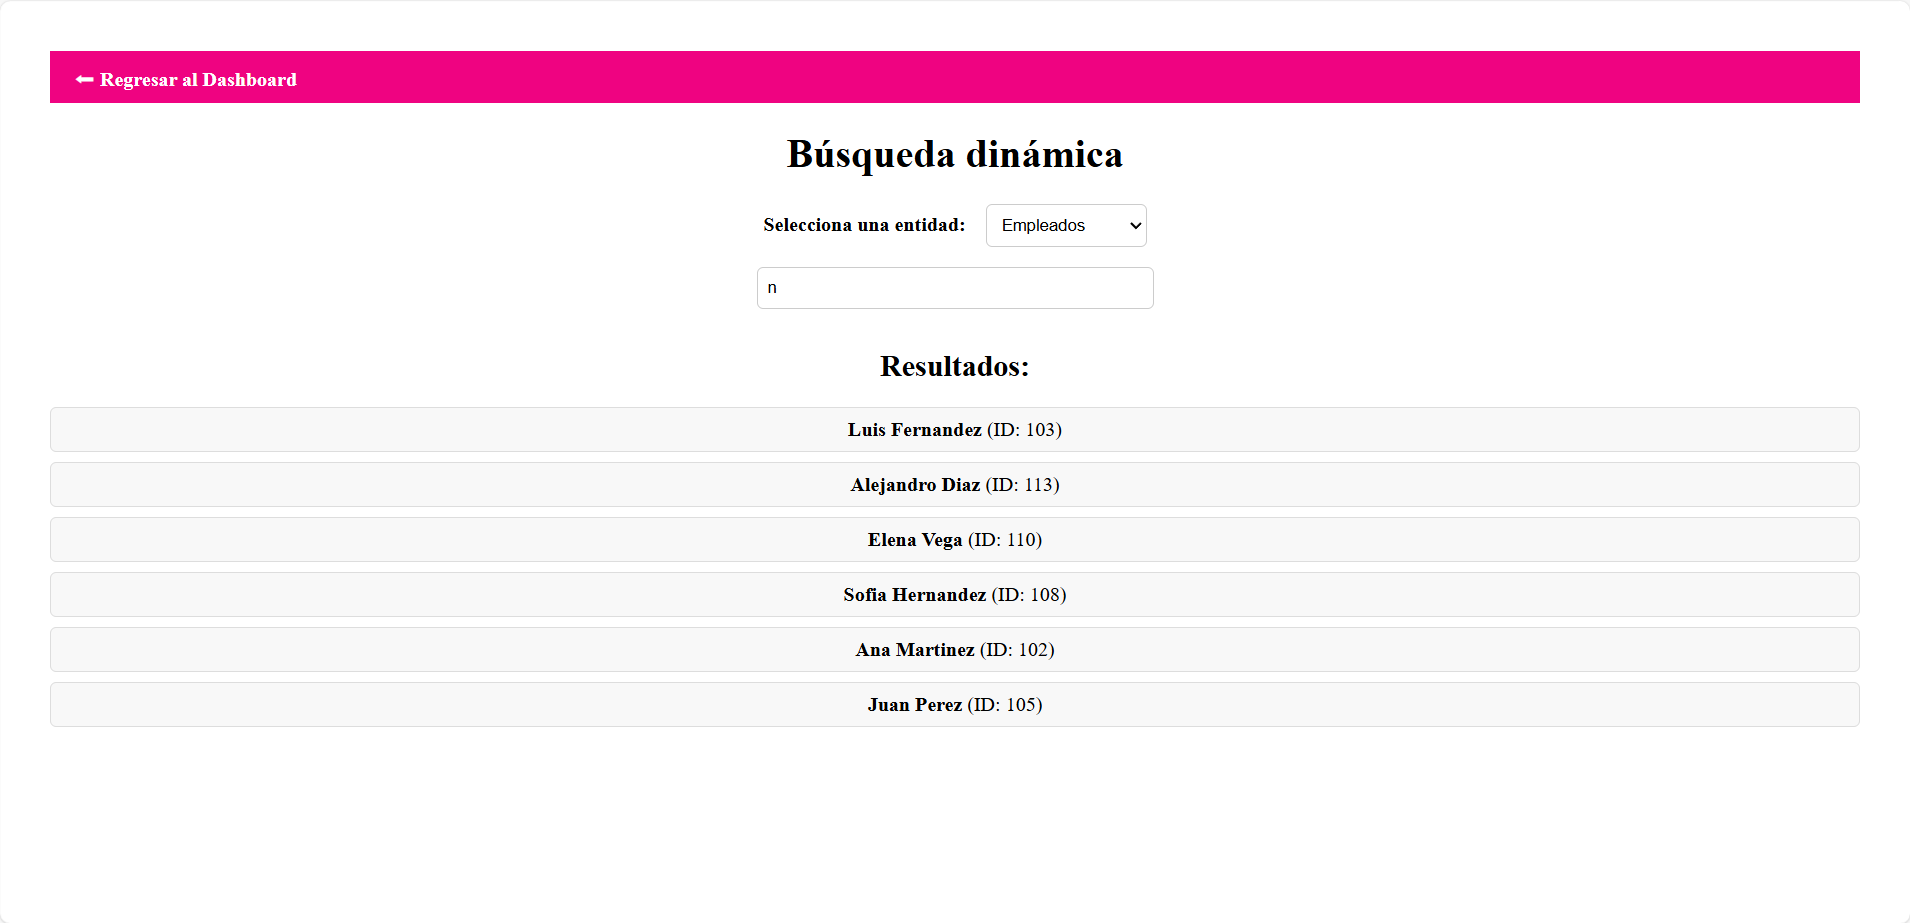 ⬅ Regresar al Dashboard
Búsqueda dinámica
Selecciona una entidad: Empleados
n
Resultados:
Luis Fernandez (ID: 103)
Alejandro Diaz (ID: 113)
Elena Vega (ID: 110)
Sofia Hernandez (ID: 108)
Ana Martinez (ID: 102)
Juan Perez (ID: 105)